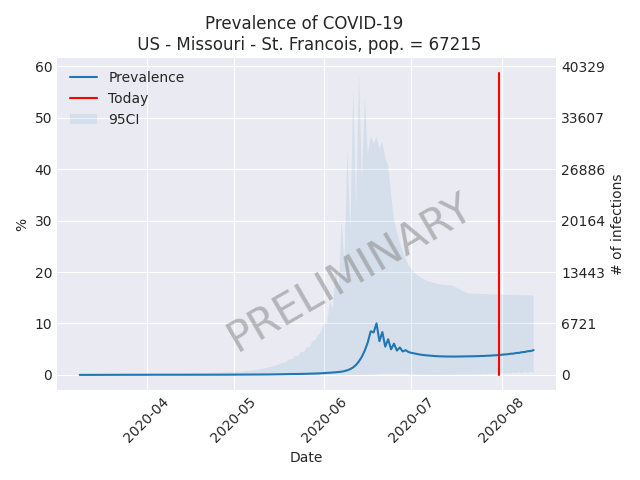 Prevalence of COVID-19
US - Missouri - St. Francois, pop. = 67215
Prevalence
Today
95CI
60
50
40
30
20
10
0
%
40329
33607
26886
20164
13443
6721
0
# of infections
PRELIMINARY
2020-04
2020-05
2020-06
2020-07
2020-08
Date